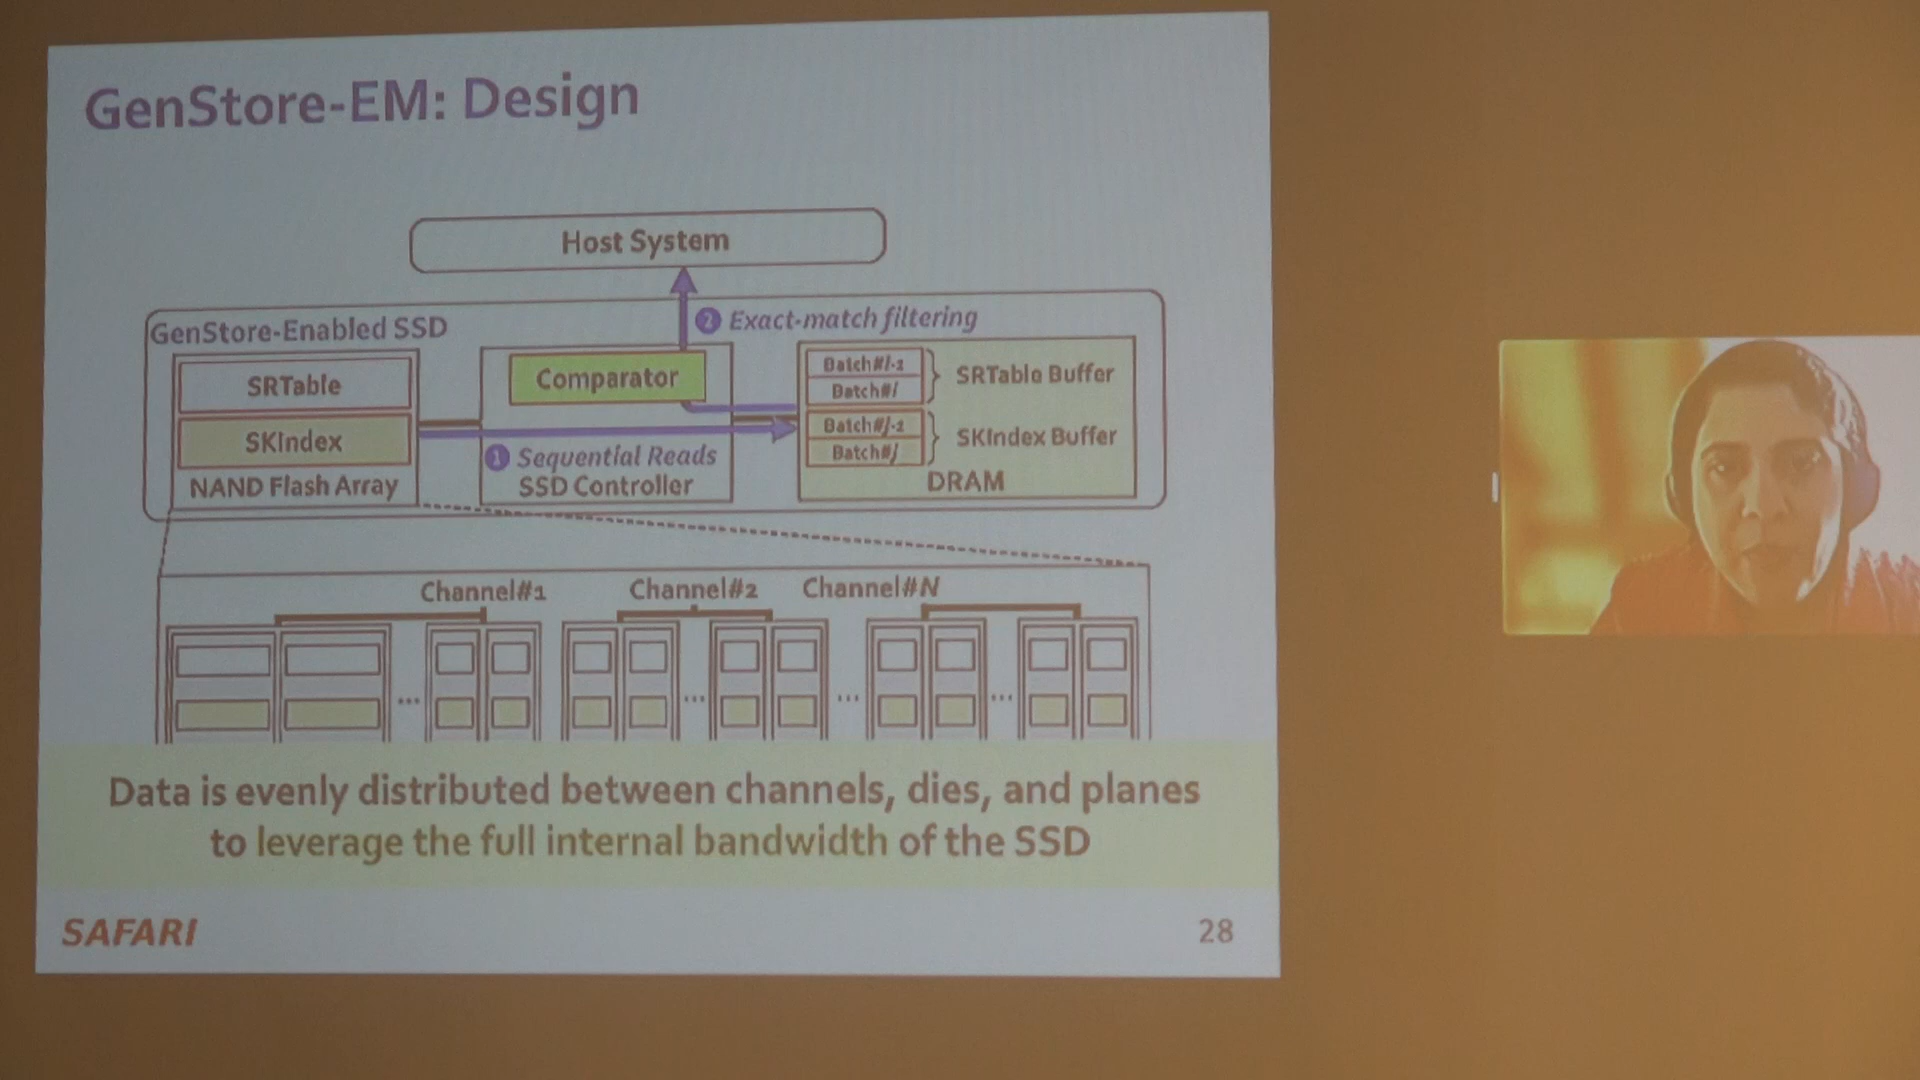 GenStore-EM: Design
Host System
GenStore-Enabled SSD
2 Exact-match filtering
SRTable
SKIndex
NAND Flash Array
Comparator
1 Sequential Reads
SSD Controller
Batch#i-1
Batch#i
SRTable Buffer
Batch#j-1
Batch#j
SKIndex Buffer
DRAM
Channel#1
Channel#2
Channel#N
...
...
...
...
Data is evenly distributed between channels, dies, and planes
to leverage the full internal bandwidth of the SSD
SAFARI
28